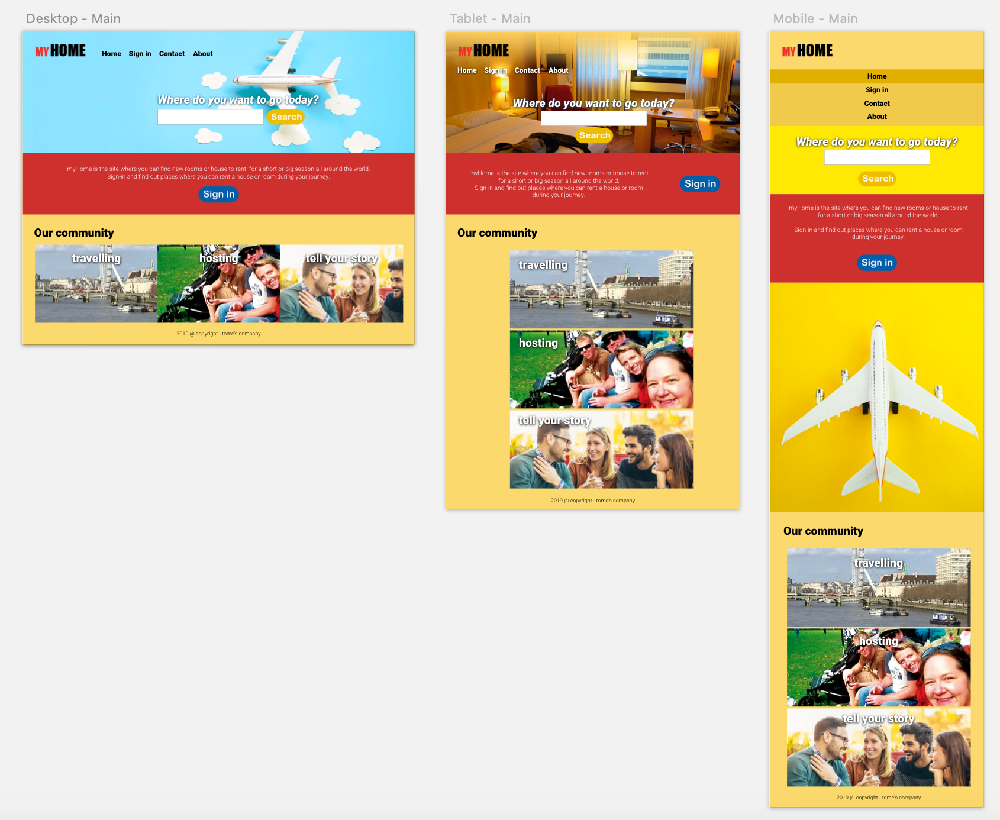 Desktop - Main
MY HOME
Home Sign in Contact About
Where do you want to go today?
Search
myHome is the site where you can find new rooms or house to rent for a short or big season all around the world.
Sign-in and find out places where you can rent a house or room during your journey.
Sign in
Our community
travelling
hosting
tell your story
2019 @ copyright - tome's company
Tablet - Main
MY HOME
Home Sign in Contact About
Where do you want to go today?
Search
myHome is the site where you can find new rooms or house to rent
for a short or big season all around the world.
Sign-in and find out places where you can rent a house or room
during your journey.
Sign in
Our community
travelling
hosting
tell your story
2019 @ copyright - tome's company
Mobile - Main
MY HOME
Home
Sign in
Contact
About
Where do you want to go today?
Search
myHome is the site where you can find new rooms or house to rent
for a short or big season all around the world.
Sign-in and find out places where you can rent a house or room
during your journey.
Sign in
Our community
travelling
hosting
tell your story
2019 @ copyright - tome's company